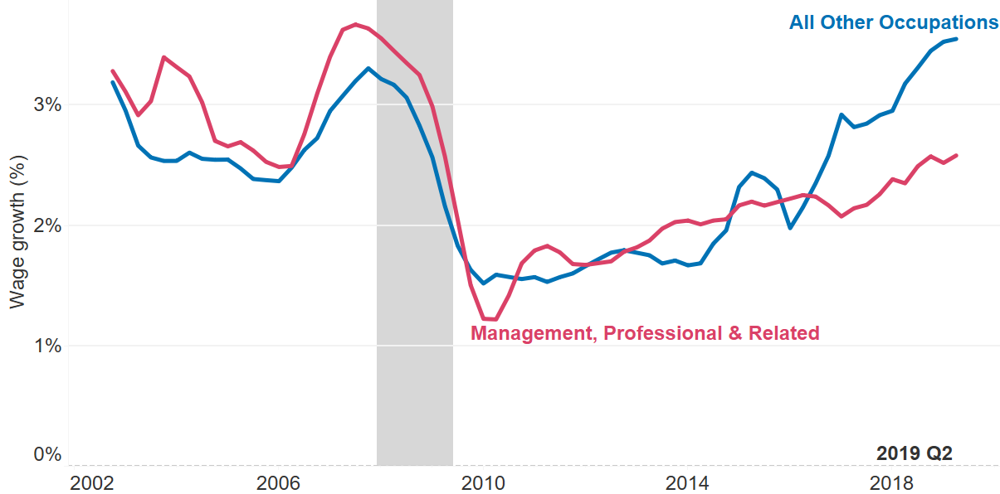 All Other Occupations
3%
2%
Wage growth (%)
1%
Management, Professional & Related
0%
2019 Q2
2002 2006 2010 2014 2018